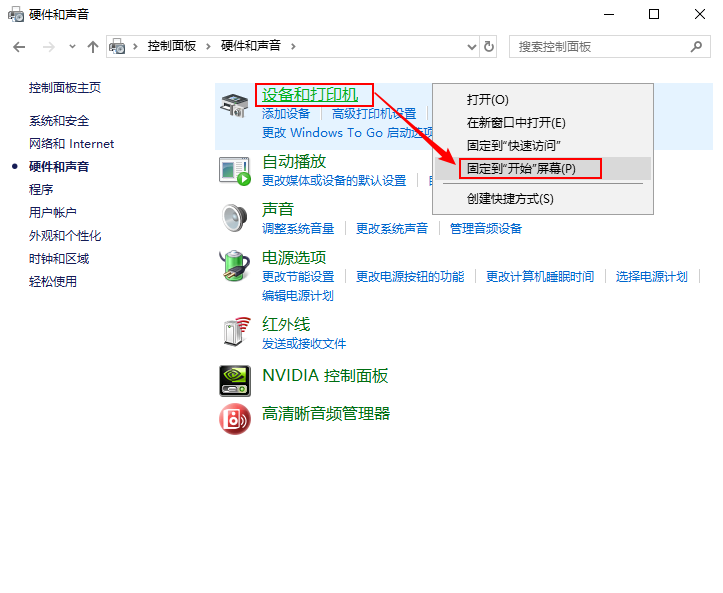 硬件和声音
控制面板 硬件和声音
搜索控制面板
控制面板主页
系统和安全
网络和 Internet
硬件和声音
程序
用户帐户
外观和个性化
时钟和区域
轻松使用
设备和打印机
添加设备 高级打印机设置
更改 Windows To Go 启动选项
自动播放
更改媒体或设备的默认设置
声音
调整系统音量 更改系统声音 管理音频设备
电源选项
更改节能设置 更改电源按钮的功能 更改计算机睡眠时间 选择电源计划
编辑电源计划
红外线
发送或接收文件
NVIDIA 控制面板
高清晰音频管理器
打开(O)
在新窗口中打开(E)
固定到"快速访问"
固定到"开始"屏幕(P)
创建快捷方式(S)